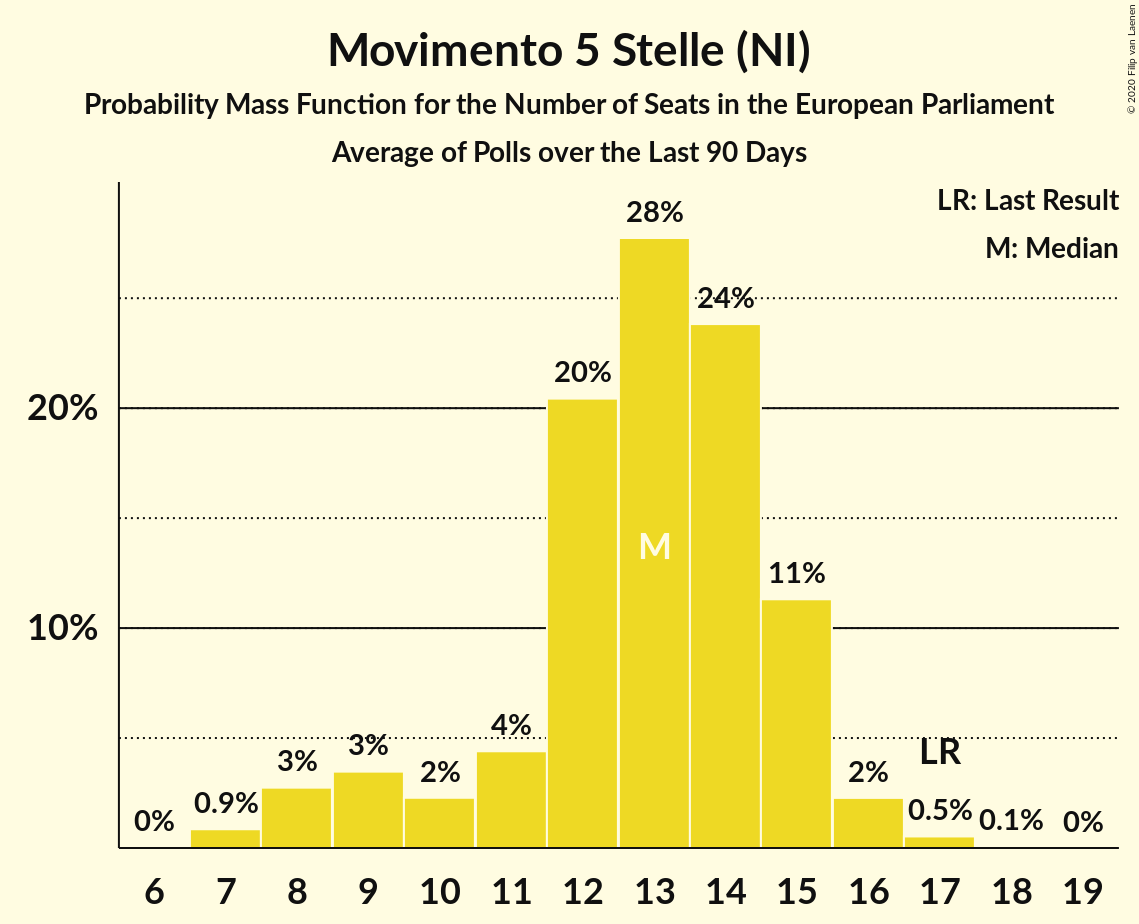 Movimento 5 Stelle (NI)
Probability Mass Function for the Number of Seats in the European Parliament
Average of Polls over the Last 90 Days
© 2020 Filip van Laenen
LR: Last Result
M: Median
28%
24%
20%
20%
M
11%
10%
4%
3%
3%
2%
LR
2%
0.9%
0.5%
0%
0.1%
0%
6 7 8 9 10 11 12 13 14 15 16 17 18 19